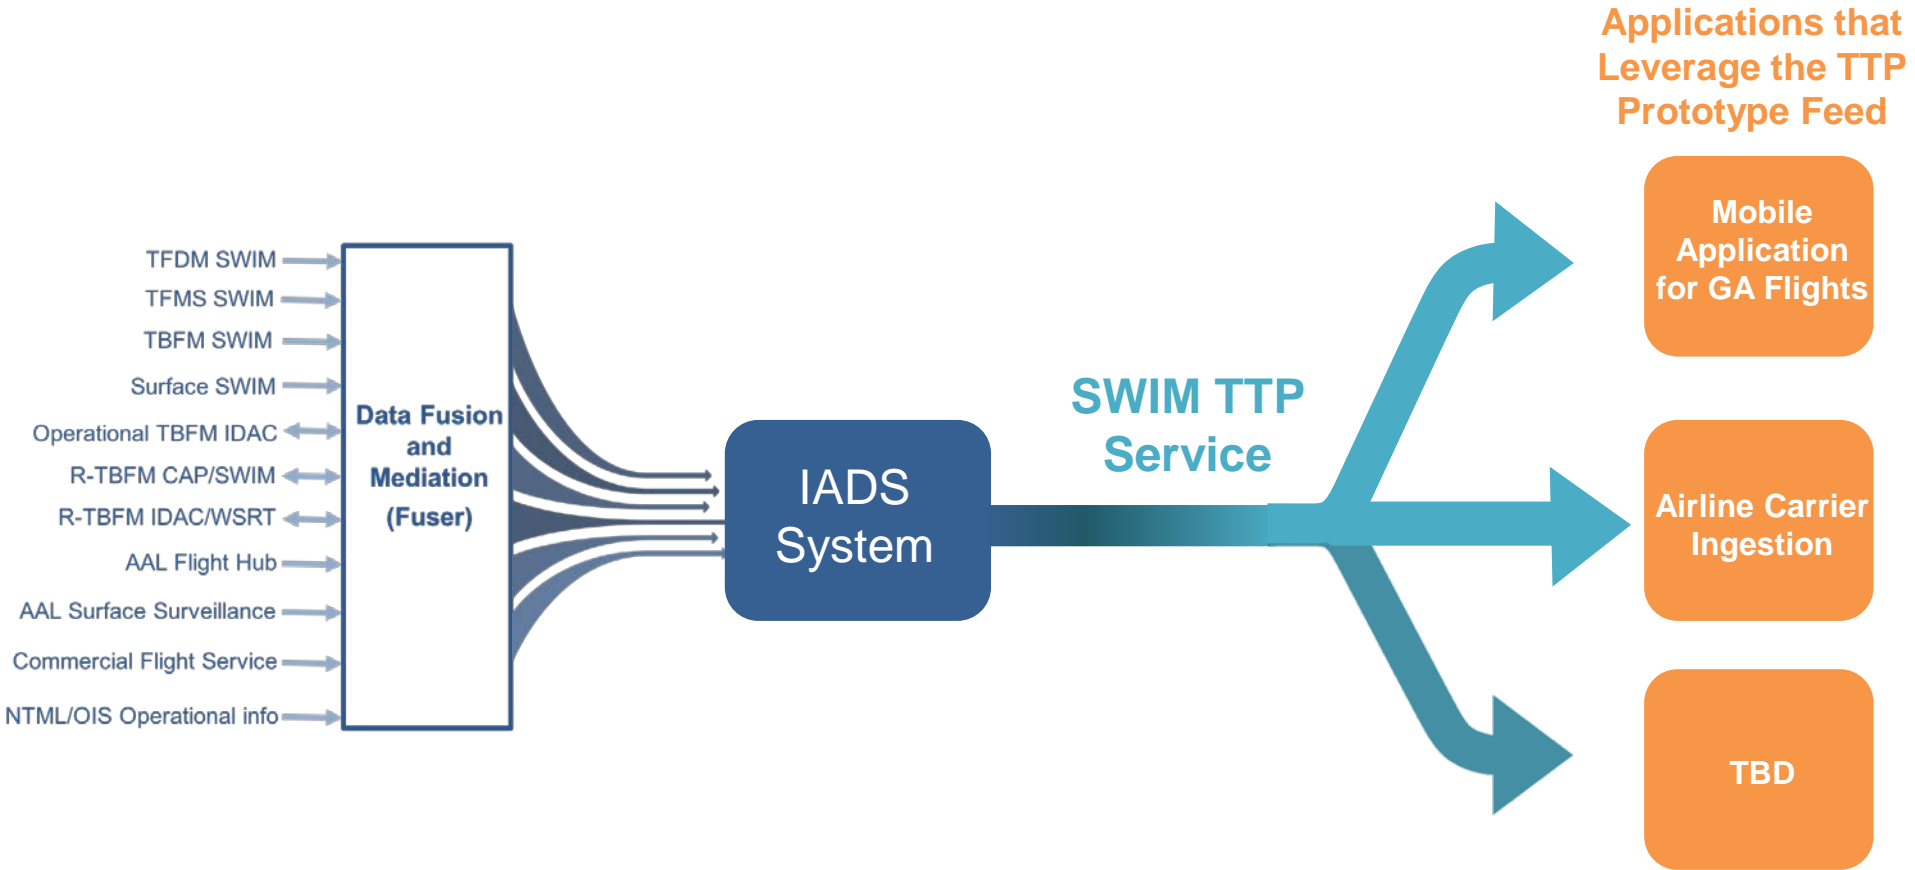 Applications that
Leverage the TTP
Prototype Feed
TFDM SWIM
TFMS SWIM
TBFM SWIM
Surface SWIM
Operational TBFM IDAC
R-TBFM CAP/SWIM
R-TBFM IDAC/WSRT
AAL Flight Hub
AAL Surface Surveillance
Commercial Flight Service
NTML/OIS Operational info
Data Fusion
and
Mediation
(Fuser)
IADS
System
SWIM TTP
Service
Mobile
Application
for GA Flights
Airline Carrier
Ingestion
TBD